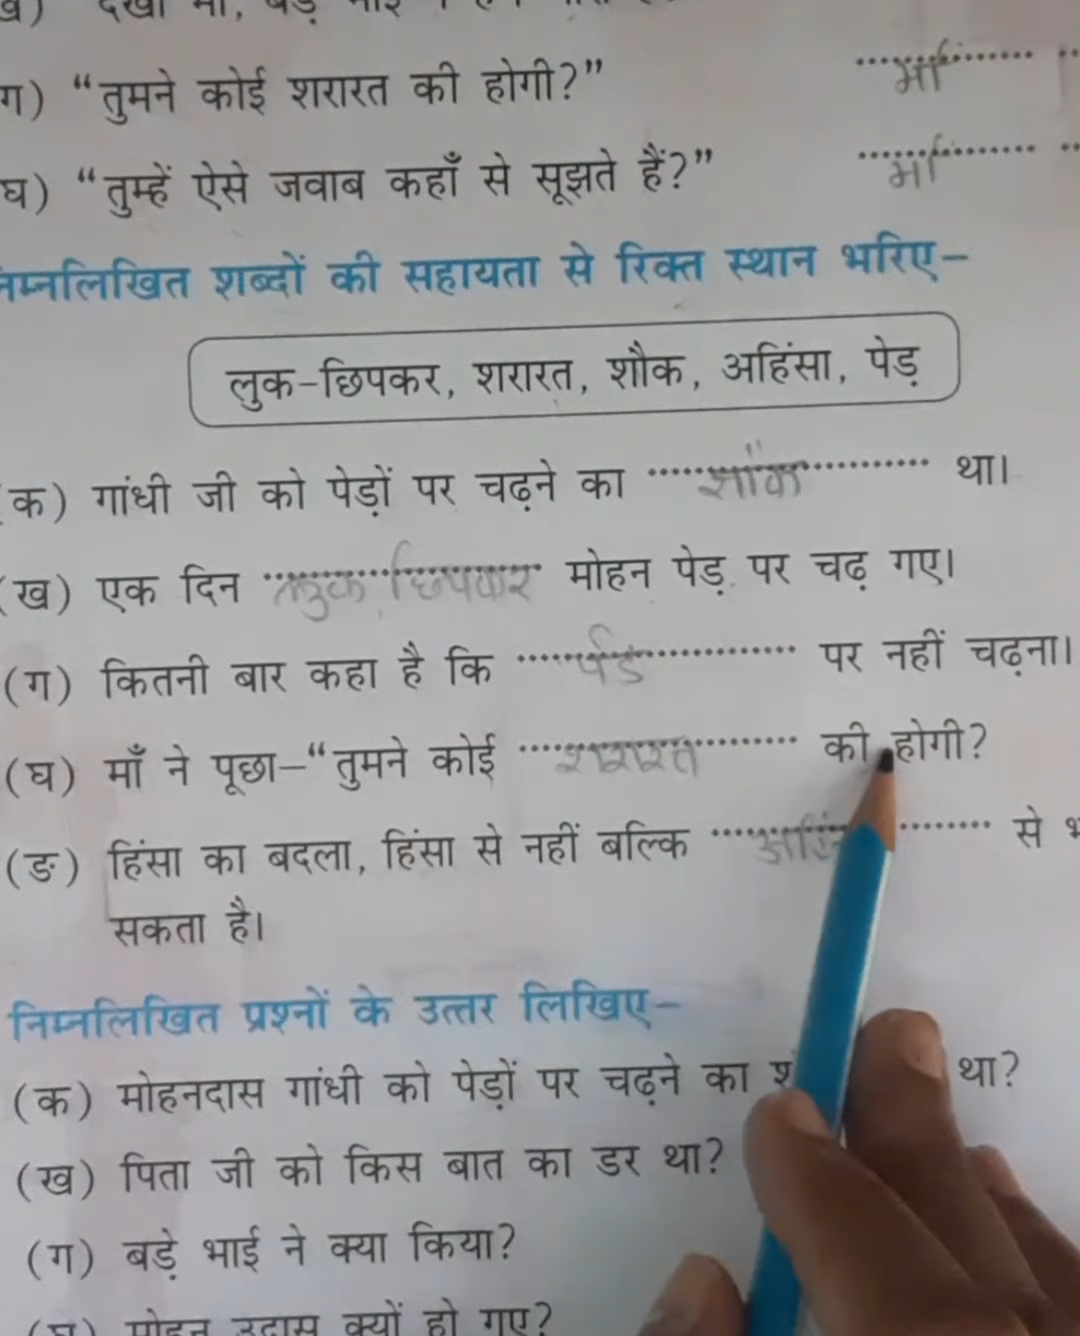 ग) “तुमने कोई शरारत की होगी?” माँ
घ) “तुम्हें ऐसे जवाब कहाँ से सूझते हैं?” माँ
निम्नलिखित शब्दों की सहायता से रिक्त स्थान भरिए–
लुक-छिपकर, शरारत, शौक, अहिंसा, पेड़
(क) गांधी जी को पेड़ों पर चढ़ने का शौक था।
(ख) एक दिन लुक छिपकर मोहन पेड़ पर चढ़ गए।
(ग) कितनी बार कहा है कि पेड़ पर नहीं चढ़ना।
(घ) माँ ने पूछा–“तुमने कोई शरारत की होगी?
(ङ) हिंसा का बदला, हिंसा से नहीं बल्कि से
सकता है।
निम्नलिखित प्रश्नों के उत्तर लिखिए–
(क) मोहनदास गांधी को पेड़ों पर चढ़ने का था?
(ख) पिता जी को किस बात का डर था?
(ग) बड़े भाई ने क्या किया?
(घ) मोहन उदास क्यों हो गए?